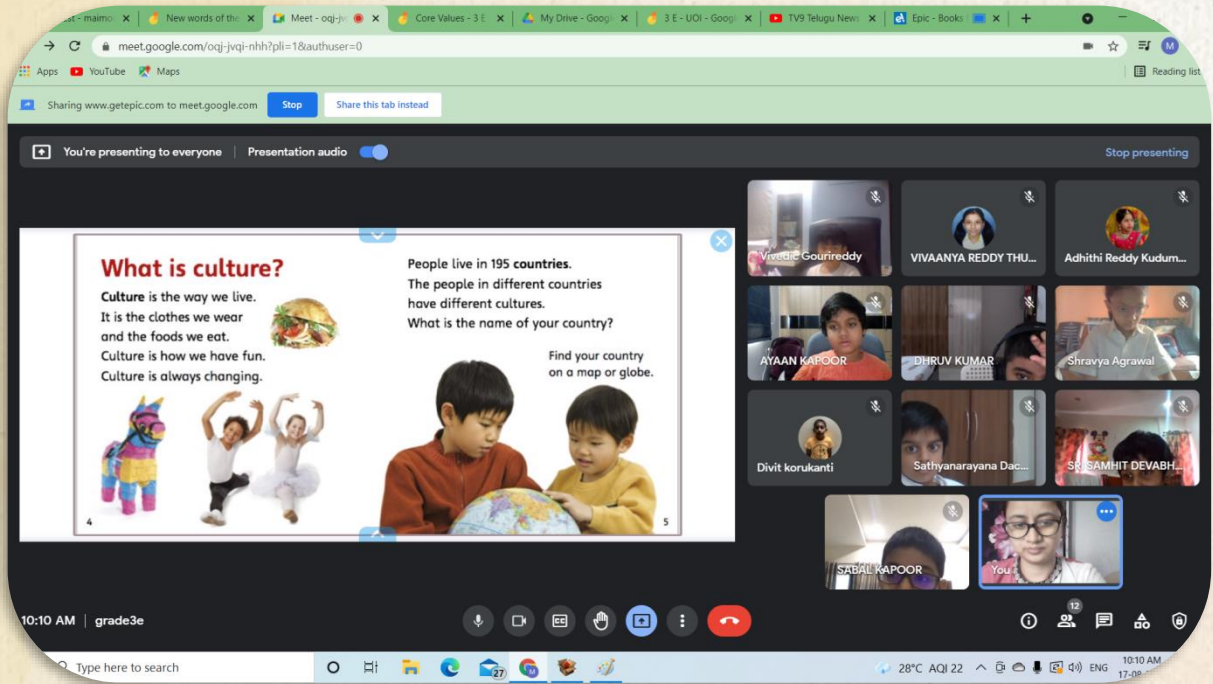 est - maimo
New words of the
Meet - oqj-jv
Core Values - 3 E
My Drive - Googl
3 E - UOI - Googl
TV9 Telugu News
Epic - Books
meet.google.com/oqj-jvqi-nhh?pli=1&authuser=0
M
Apps
YouTube
Maps
Reading list
Sharing www.getepic.com to meet.google.com
Stop
Share this tab instead
You're presenting to everyone | Presentation audio
Stop presenting
What is culture?
Culture is the way we live.
It is the clothes we wear
and the foods we eat.
Culture is how we have fun.
Culture is always changing.
4
People live in 195 countries.
The people in different countries
have different cultures.
What is the name of your country?
Find your country
on a map or globe.
5
Vivedic Gourireddy
VIVAANYA REDDY THU...
Adhithi Reddy Kudum...
AYAAN KAPOOR
DHRUV KUMAR
Shravya Agrawal
Divit korukanti
Sathyanarayana Dac...
SRI SAMHIT DEVABH...
SABAL KAPOOR
You
10:10 AM | grade3e
12
Type here to search
27
28°C AQI 22
ENG
10:10 AM
17-08-